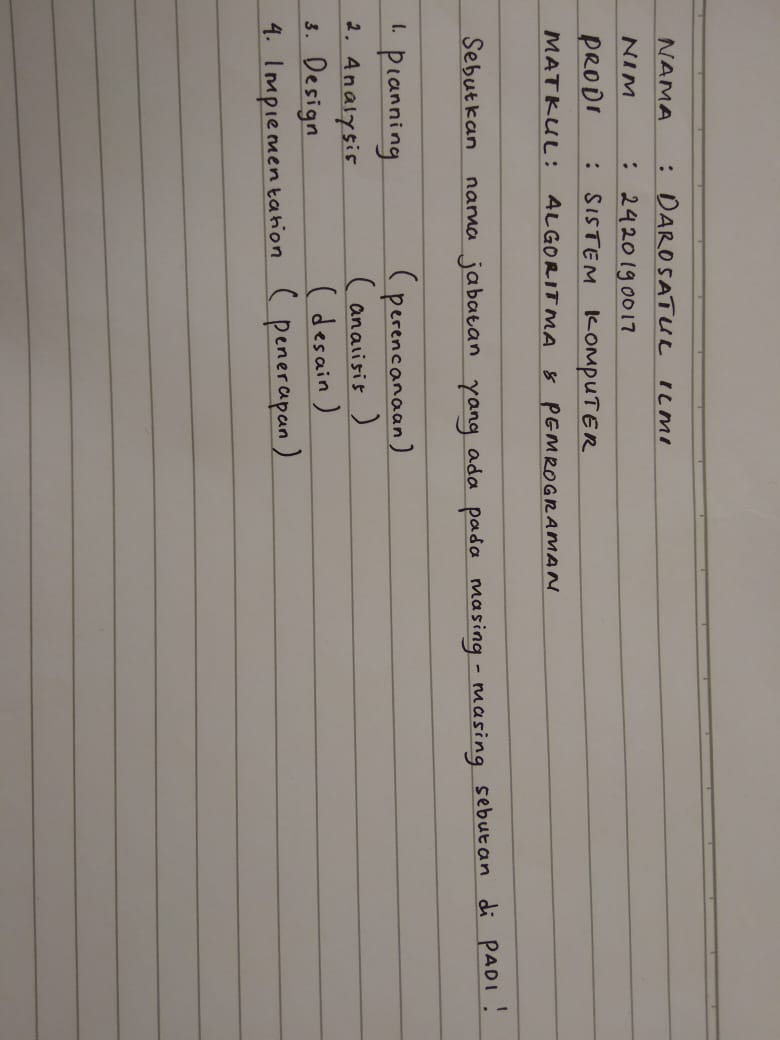 NAMA : DAROSATUL ILMI
NIM : 2420190017
PRODI : SISTEM KOMPUTER
MATKUL : ALGORITMA & PEMROGRAMAN
Sebutkan nama jabatan yang ada pada masing-masing sebutan di PADI!
1. Planning (perencanaan)
2. Analysis (analisis)
3. Design (desain)
4. Implementation (penerapan)